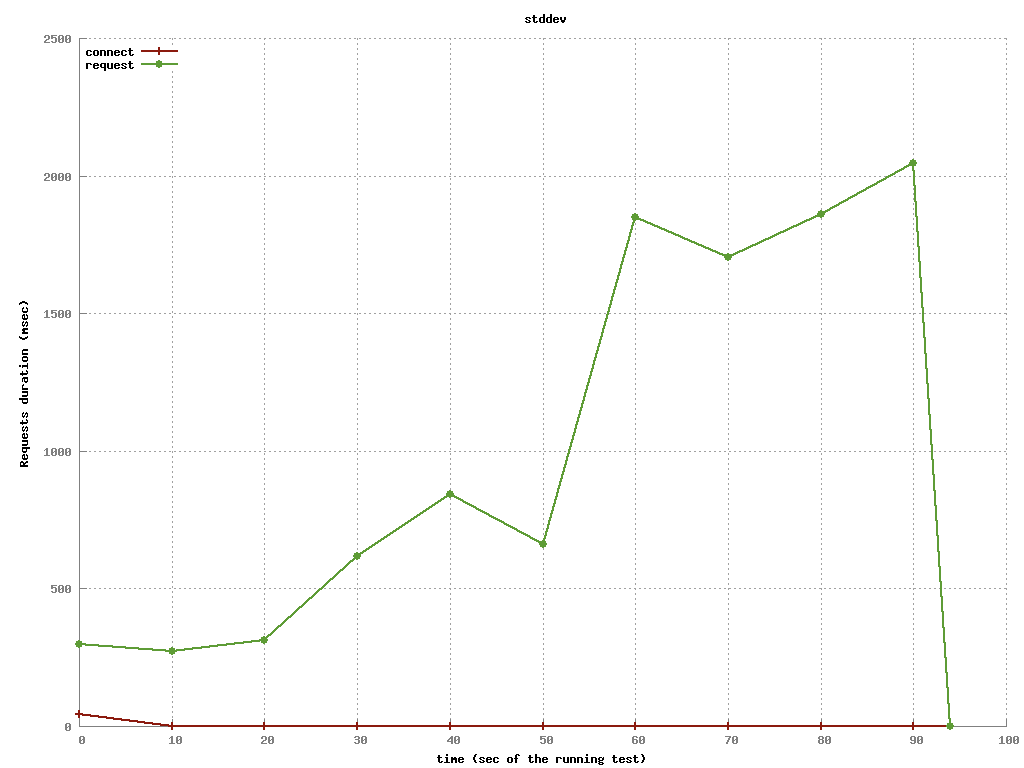 stddev
connect
request
2500
2000
1500
1000
500
0
Requests duration (msec)
0 10 20 30 40 50 60 70 80 90 100
time (sec of the running test)